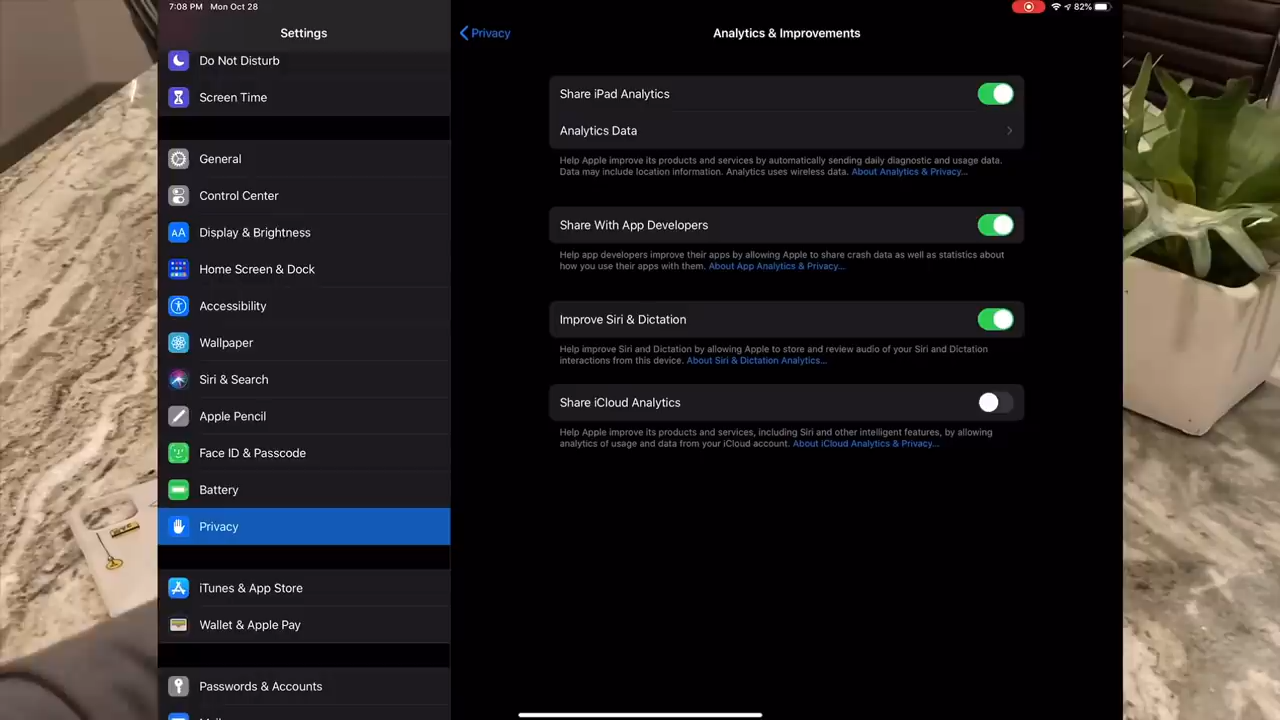 7:08 PM Mon Oct 28
82%
Settings
Do Not Disturb
Screen Time
General
Control Center
Display & Brightness
Home Screen & Dock
Accessibility
Wallpaper
Siri & Search
Apple Pencil
Face ID & Passcode
Battery
Privacy
iTunes & App Store
Wallet & Apple Pay
Passwords & Accounts
Privacy
Analytics & Improvements
Share iPad Analytics
Analytics Data
Help Apple improve its products and services by automatically sending daily diagnostic and usage data.
Data may include location information. Analytics uses wireless data. About Analytics & Privacy...
Share With App Developers
Help app developers improve their apps by allowing Apple to share crash data as well as statistics about
how you use their apps with them. About App Analytics & Privacy...
Improve Siri & Dictation
Help improve Siri and Dictation by allowing Apple to store and review audio of your Siri and Dictation
interactions from this device. About Siri & Dictation Analytics...
Share iCloud Analytics
Help Apple improve its products and services, including Siri and other intelligent features, by allowing
analytics of usage and data from your iCloud account. About iCloud Analytics & Privacy...